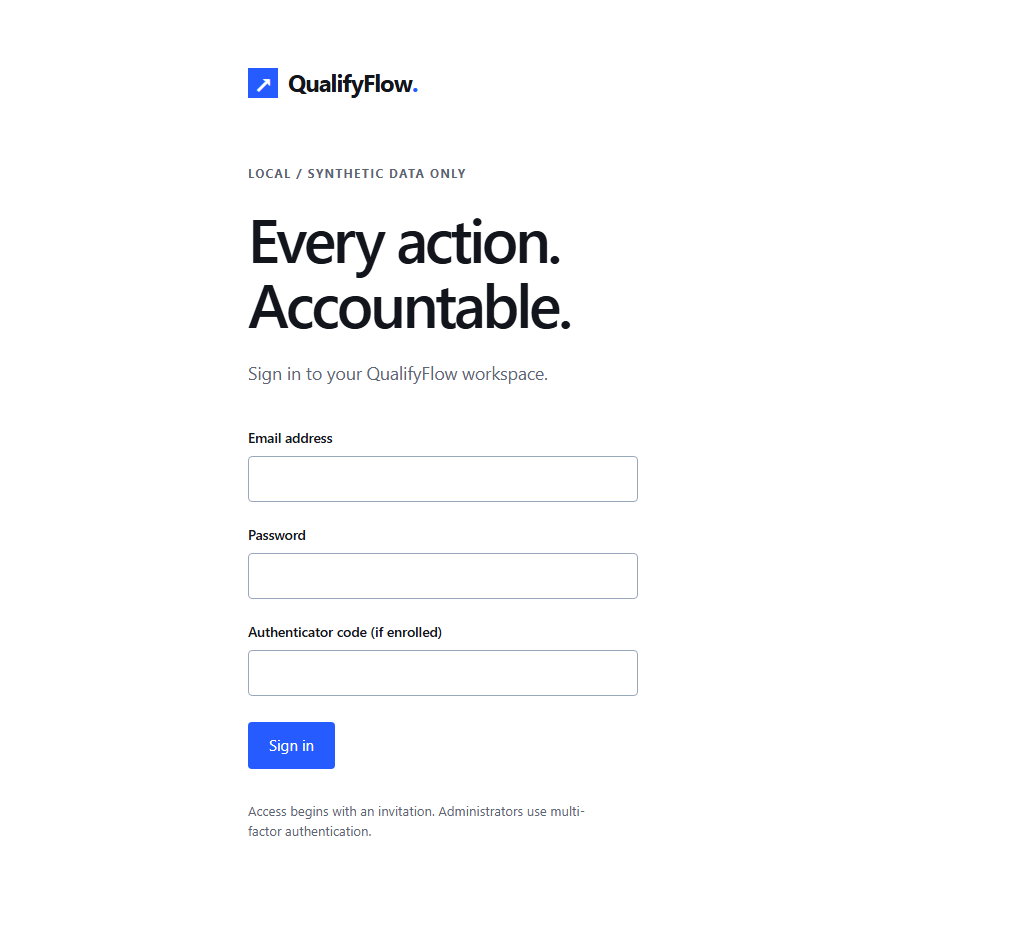 QualifyFlow.
LOCAL / SYNTHETIC DATA ONLY
Every action.
Accountable.
Sign in to your QualifyFlow workspace.
Email address
Password
Authenticator code (if enrolled)
Sign in
Access begins with an invitation. Administrators use multi-
factor authentication.